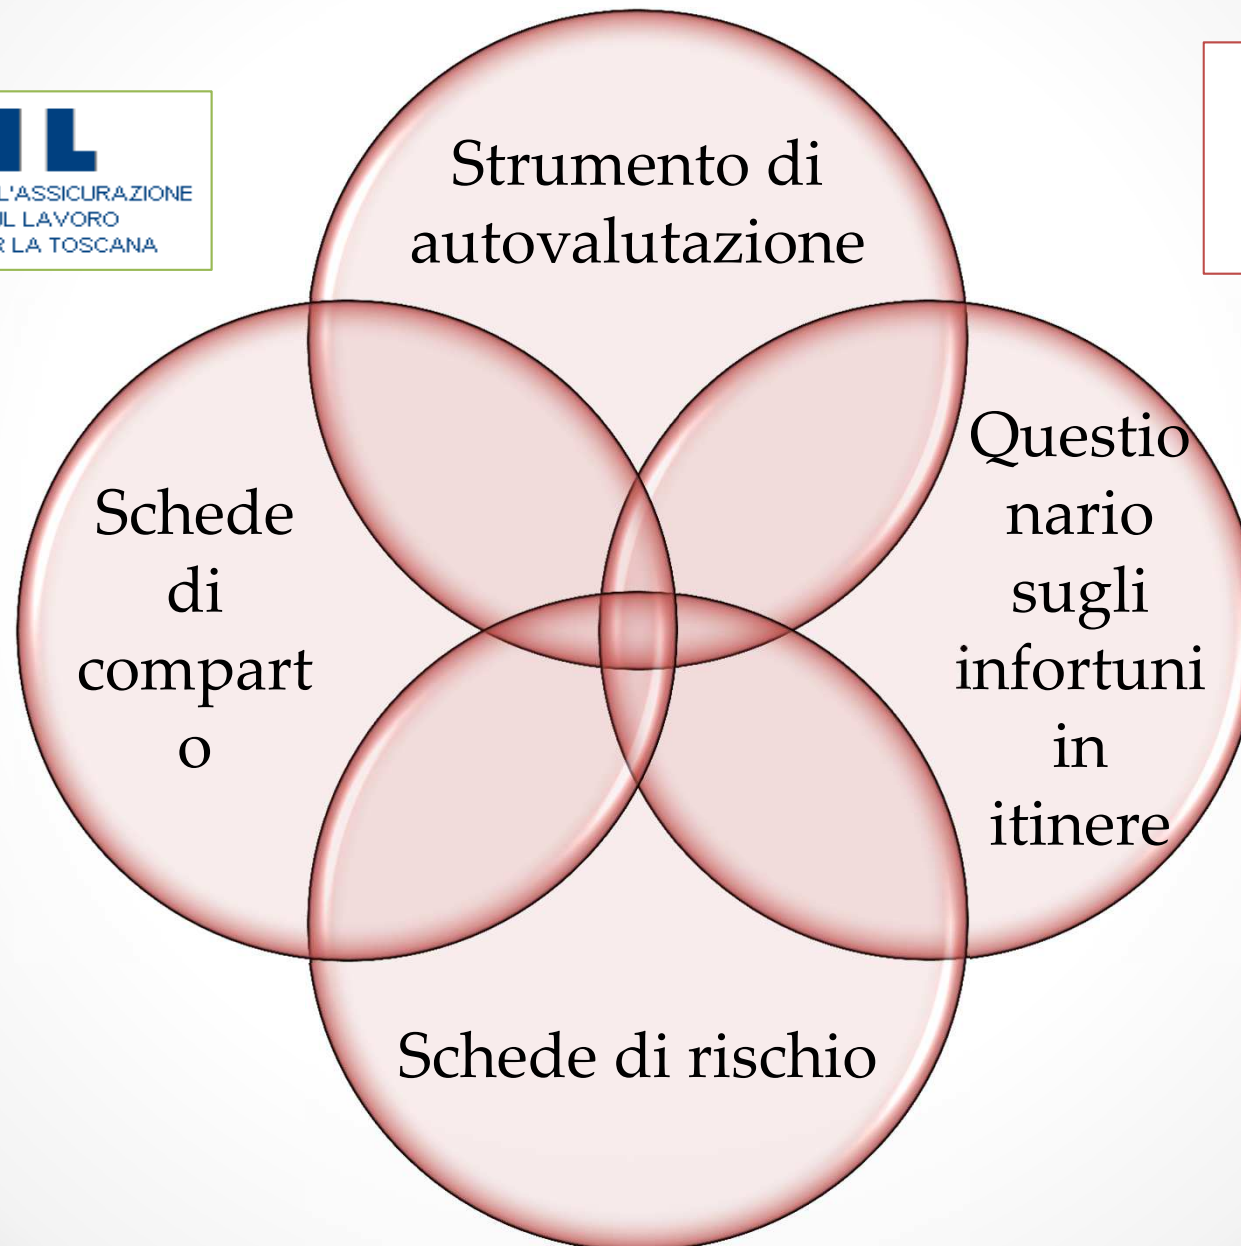 IL
L'ASSICURAZIONE
UL LAVORO
R LA TOSCANA
Strumento di
autovalutazione
Schede
di
compart
o
Questio
nario
sugli
infortuni
in
itinere
Schede di rischio